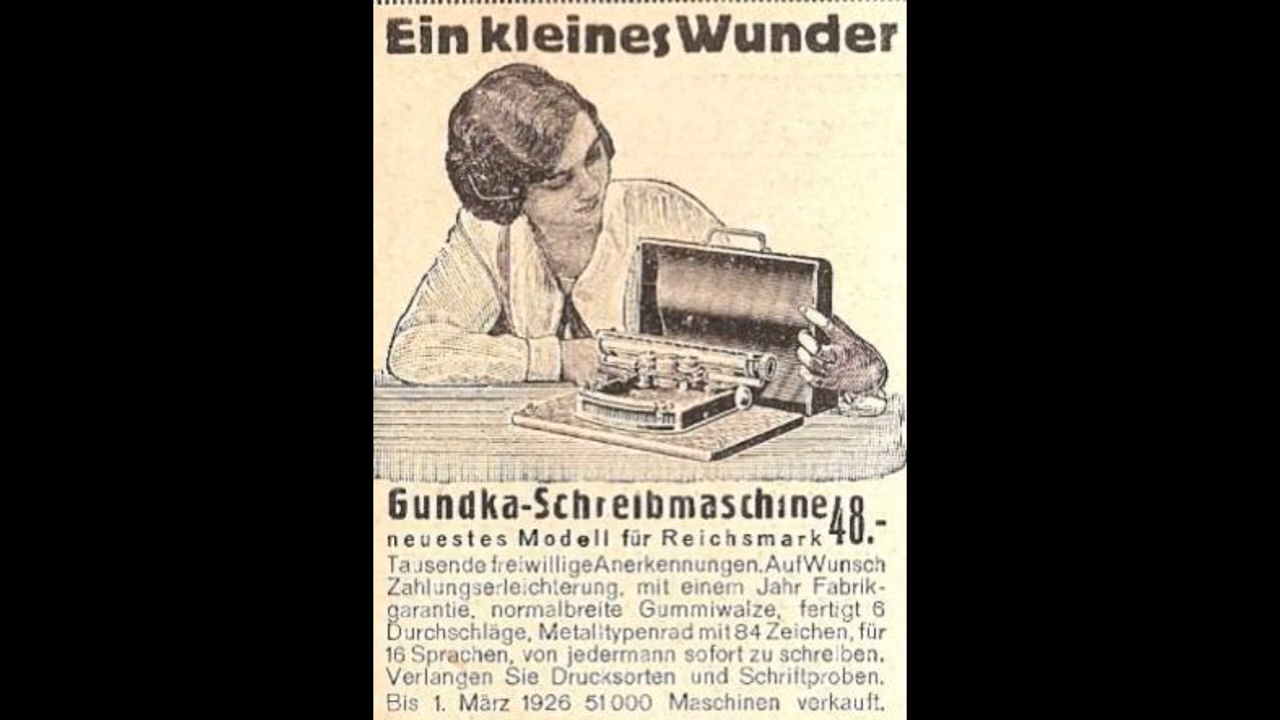 Ein kleines Wunder
Gundka-Schreibmaschine 48.-
neuestes Modell für Reichsmark
Tausende freiwillige Anerkennungen. Auf Wunsch
Zahlungserleichterung, mit einem Jahr Fabrik-
garantie, normalbreite Gummiwalze, fertigt 6
Durchschläge, Metalltypenrad mit 84 Zeichen, für
16 Sprachen, von jedermann sofort zu schreiben.
Verlangen Sie Drucksorten und Schriftproben.
Bis 1. März 1926 51000 Maschinen verkauft.